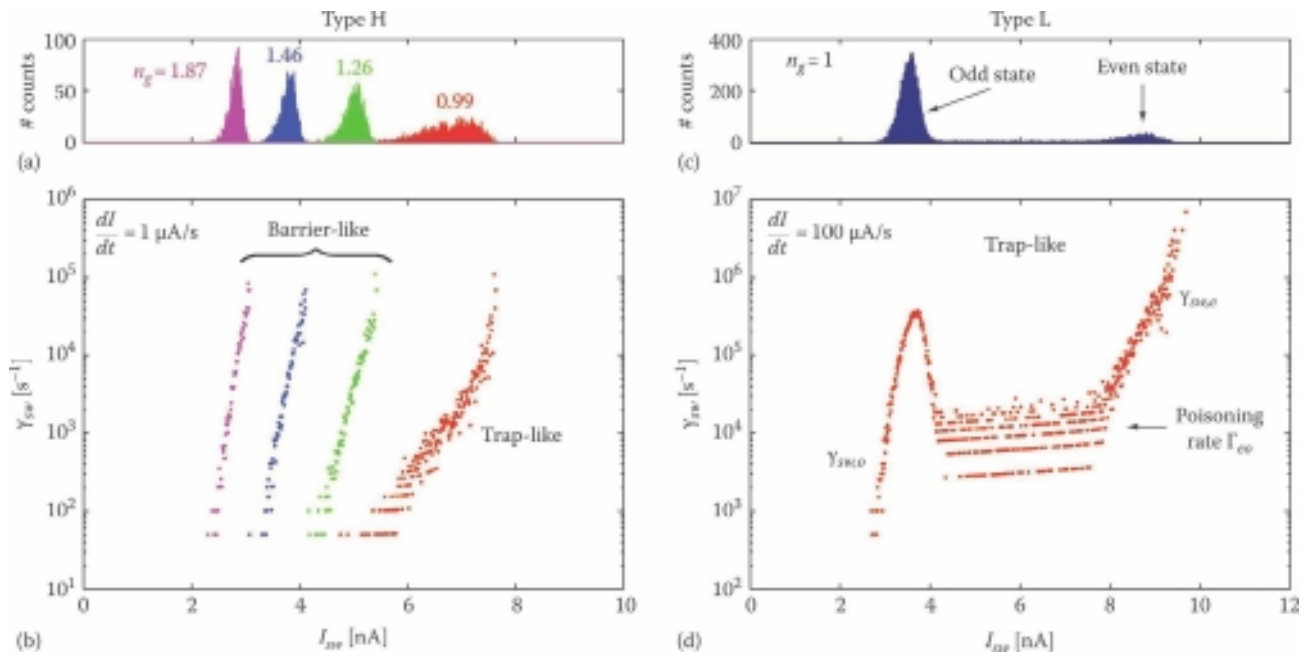 Type H
Type L
100
50
0
# counts
n_g = 1.87
1.46
1.26
0.99
(a)
400
200
0
# counts
n_g = 1
Odd state
Even state
(c)
10^6
10^5
10^4
10^3
10^2
10^1
γ_sw [s^−1]
dI/dt = 1 µA/s
Barrier-like
Trap-like
0 2 4 6 8 10
(b)
I_sw [nA]
10^7
10^6
10^5
10^4
10^3
10^2
γ_sw [s^−1]
dI/dt = 100 µA/s
Trap-like
γ_sw,e
γ_sw,o
Poisoning
rate Γ_eo
0 2 4 6 8 10 12
(d)
I_sw [nA]